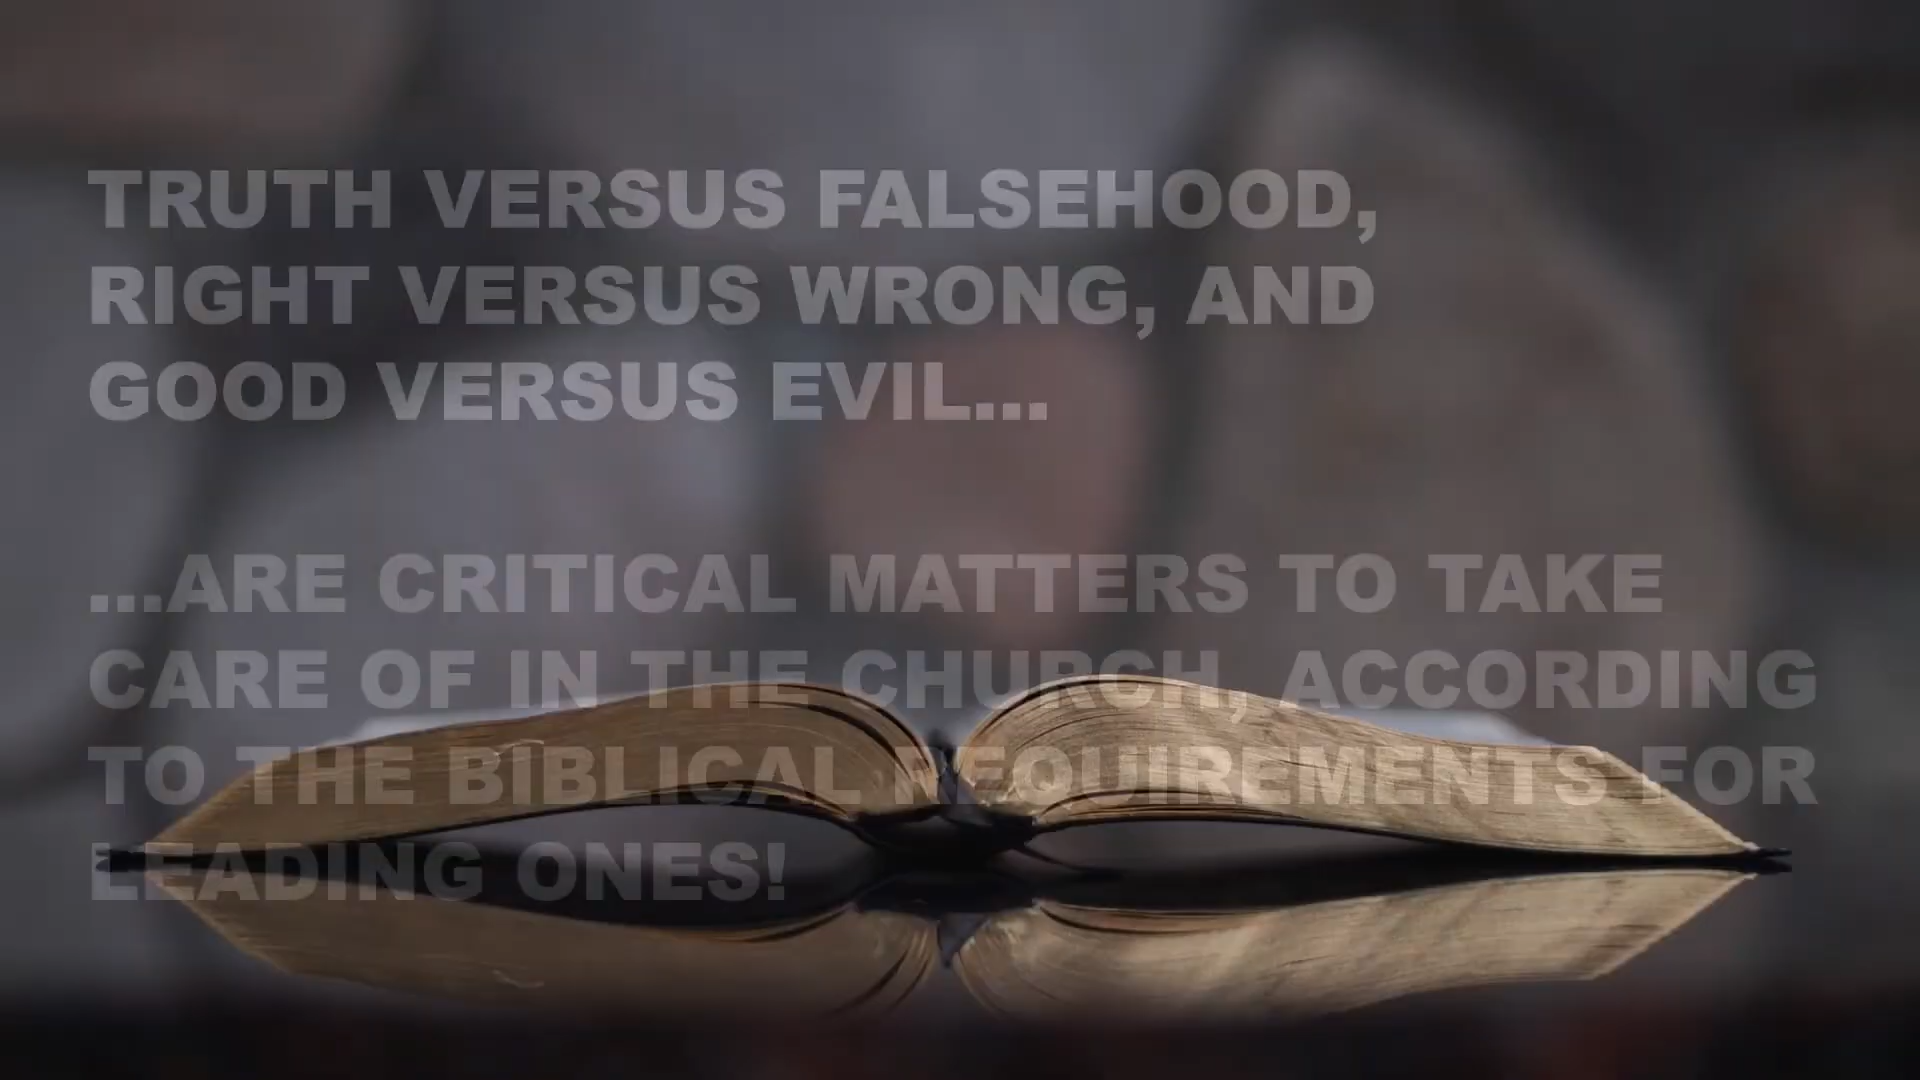 TRUTH VERSUS FALSEHOOD,
RIGHT VERSUS WRONG, AND
GOOD VERSUS EVIL...
...ARE CRITICAL MATTERS TO TAKE
CARE OF IN THE CHURCH, ACCORDING
TO THE BIBLICAL REQUIREMENTS FOR
LEADING ONES!